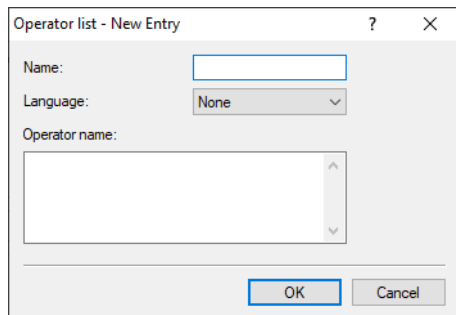 Operator list - New Entry
Name:
Language: None
Operator name:
OK Cancel